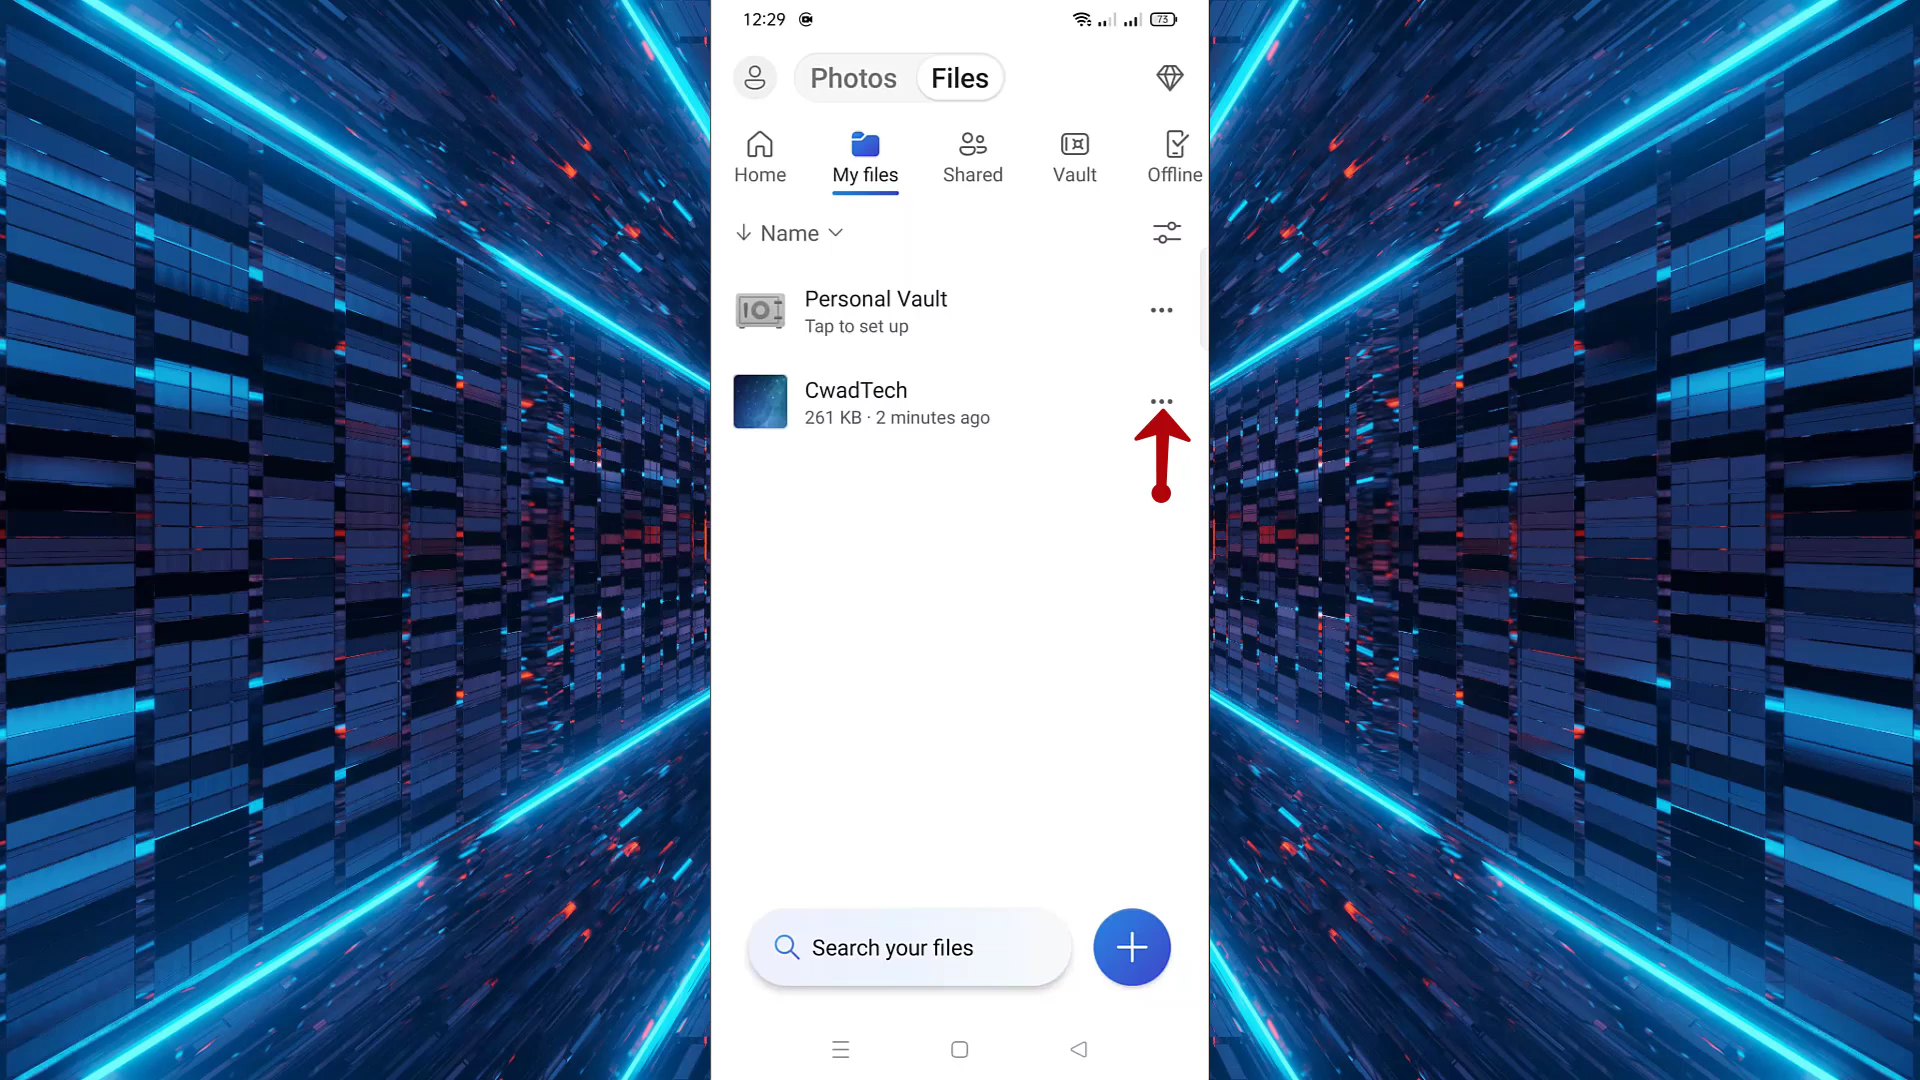 12:29
73
Photos
Files
Home
My files
Shared
Vault
Offline
Name
Personal Vault
Tap to set up
CwadTech
261 KB · 2 minutes ago
Search your files